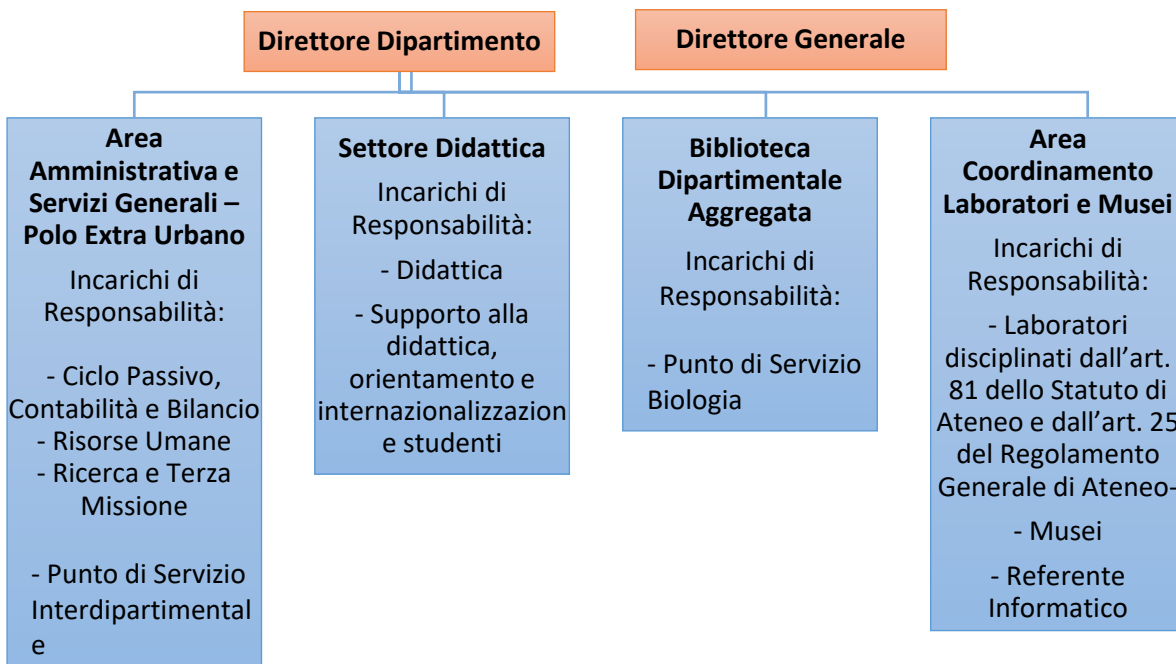 Direttore Dipartimento
Direttore Generale
Area
Amministrativa e
Servizi Generali –
Polo Extra Urbano
Incarichi di
Responsabilità:
- Ciclo Passivo,
Contabilità e Bilancio
- Risorse Umane
- Ricerca e Terza
Missione
- Punto di Servizio
Interdipartimental
e
Settore Didattica
Incarichi di
Responsabilità:
- Didattica
- Supporto alla
didattica,
orientamento e
internazionalizzazion
e studenti
Biblioteca
Dipartimentale
Aggregata
Incarichi di
Responsabilità:
- Punto di Servizio
Biologia
Area
Coordinamento
Laboratori e Musei
Incarichi di
Responsabilità:
- Laboratori
disciplinati dall’art.
81 dello Statuto di
Ateneo e dall’art. 25
del Regolamento
Generale di Ateneo-
- Musei
- Referente
Informatico